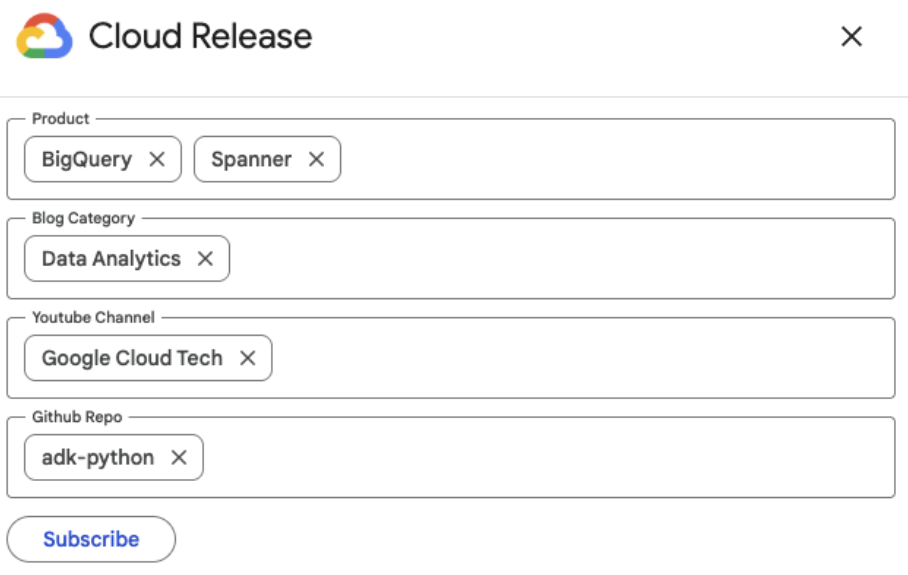 Cloud Release
Product
BigQuery
Spanner
Blog Category
Data Analytics
Youtube Channel
Google Cloud Tech
Github Repo
adk-python
Subscribe